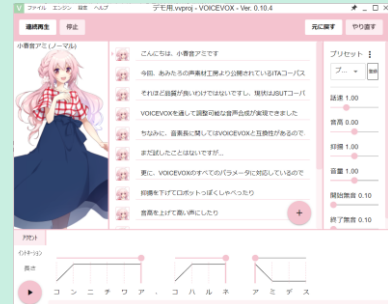 ファイル エンジン 設定 ヘルプ
デモ用.vvproj - VOICEVOX - Ver. 0.10.4
連続再生
停止
元に戻す
やり直す
小春音アミ (ノーマル)
こんにちは、小春音アミです
今回、あみたろの声素材工房より公開されているITAコーパス
それほど音質が良いわけではないですし、現状はJSUTコーパ
VOICEVOXを通して調整可能な音声合成が実現できました
ちなみに、音素長に関してはVOICEVOXと互換性があるので、
まだ試したことはないですが...
更に、VOICEVOXのすべてのパラメータに対応しているので
抑揚を下げてロボットっぽくしゃべったり
音高を上げて高い声にしたり
プリセット
プ...
話速 1.00
音高 0.00
抑揚 1.00
音量 1.00
開始無音 0.10
終了無音 0.10
アクセント
イントネーション
長さ
コ ン ニ チ ワ ア 、 コ ハ ル ネ ア ミ デ ス